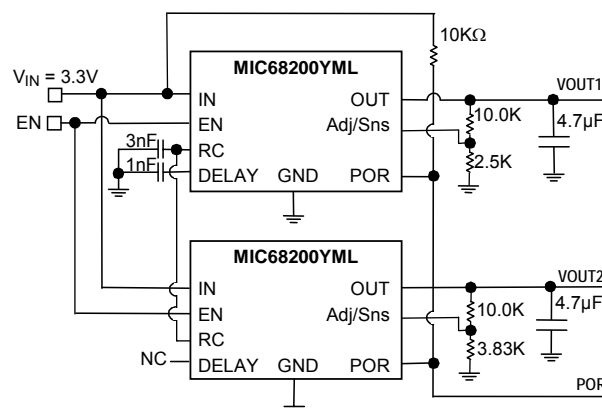 10KΩ
MIC68200YML
VIN = 3.3V
IN
OUT
VOUT1
EN
EN
Adj/Sns
10.0K
4.7µF
3nF
RC
1nF
DELAY
GND
POR
2.5K
MIC68200YML
IN
OUT
VOUT2
EN
Adj/Sns
10.0K
4.7µF
RC
3.83K
NC
DELAY
GND
POR
POR